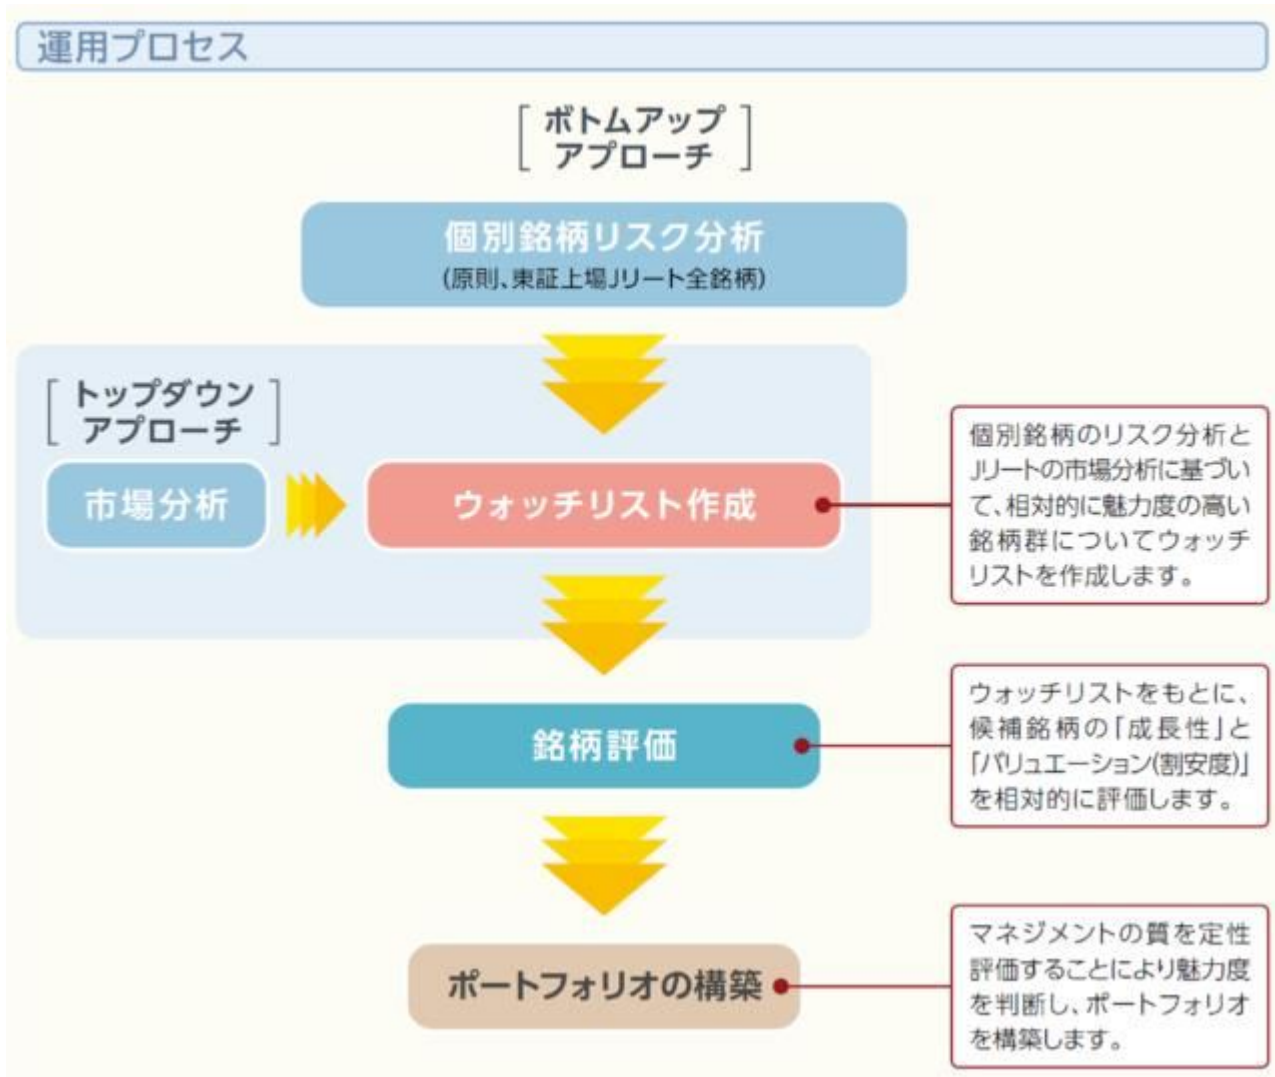 運用プロセス
ボトムアップ
アプローチ
個別銘柄リスク分析
(原則、東証上場Jリート全銘柄)
トップダウン
アプローチ
市場分析
ウォッチリスト作成
個別銘柄のリスク分析と
Jリートの市場分析に基づい
て、相対的に魅力度の高い
銘柄群についてウォッチ
リストを作成します。
銘柄評価
ウォッチリストをもとに、
候補銘柄の「成長性」と
「バリュエーション(割安度)」
を相対的に評価します。
ポートフォリオの構築
マネジメントの質を定性
評価することにより魅力度
を判断し、ポートフォリオ
を構築します。